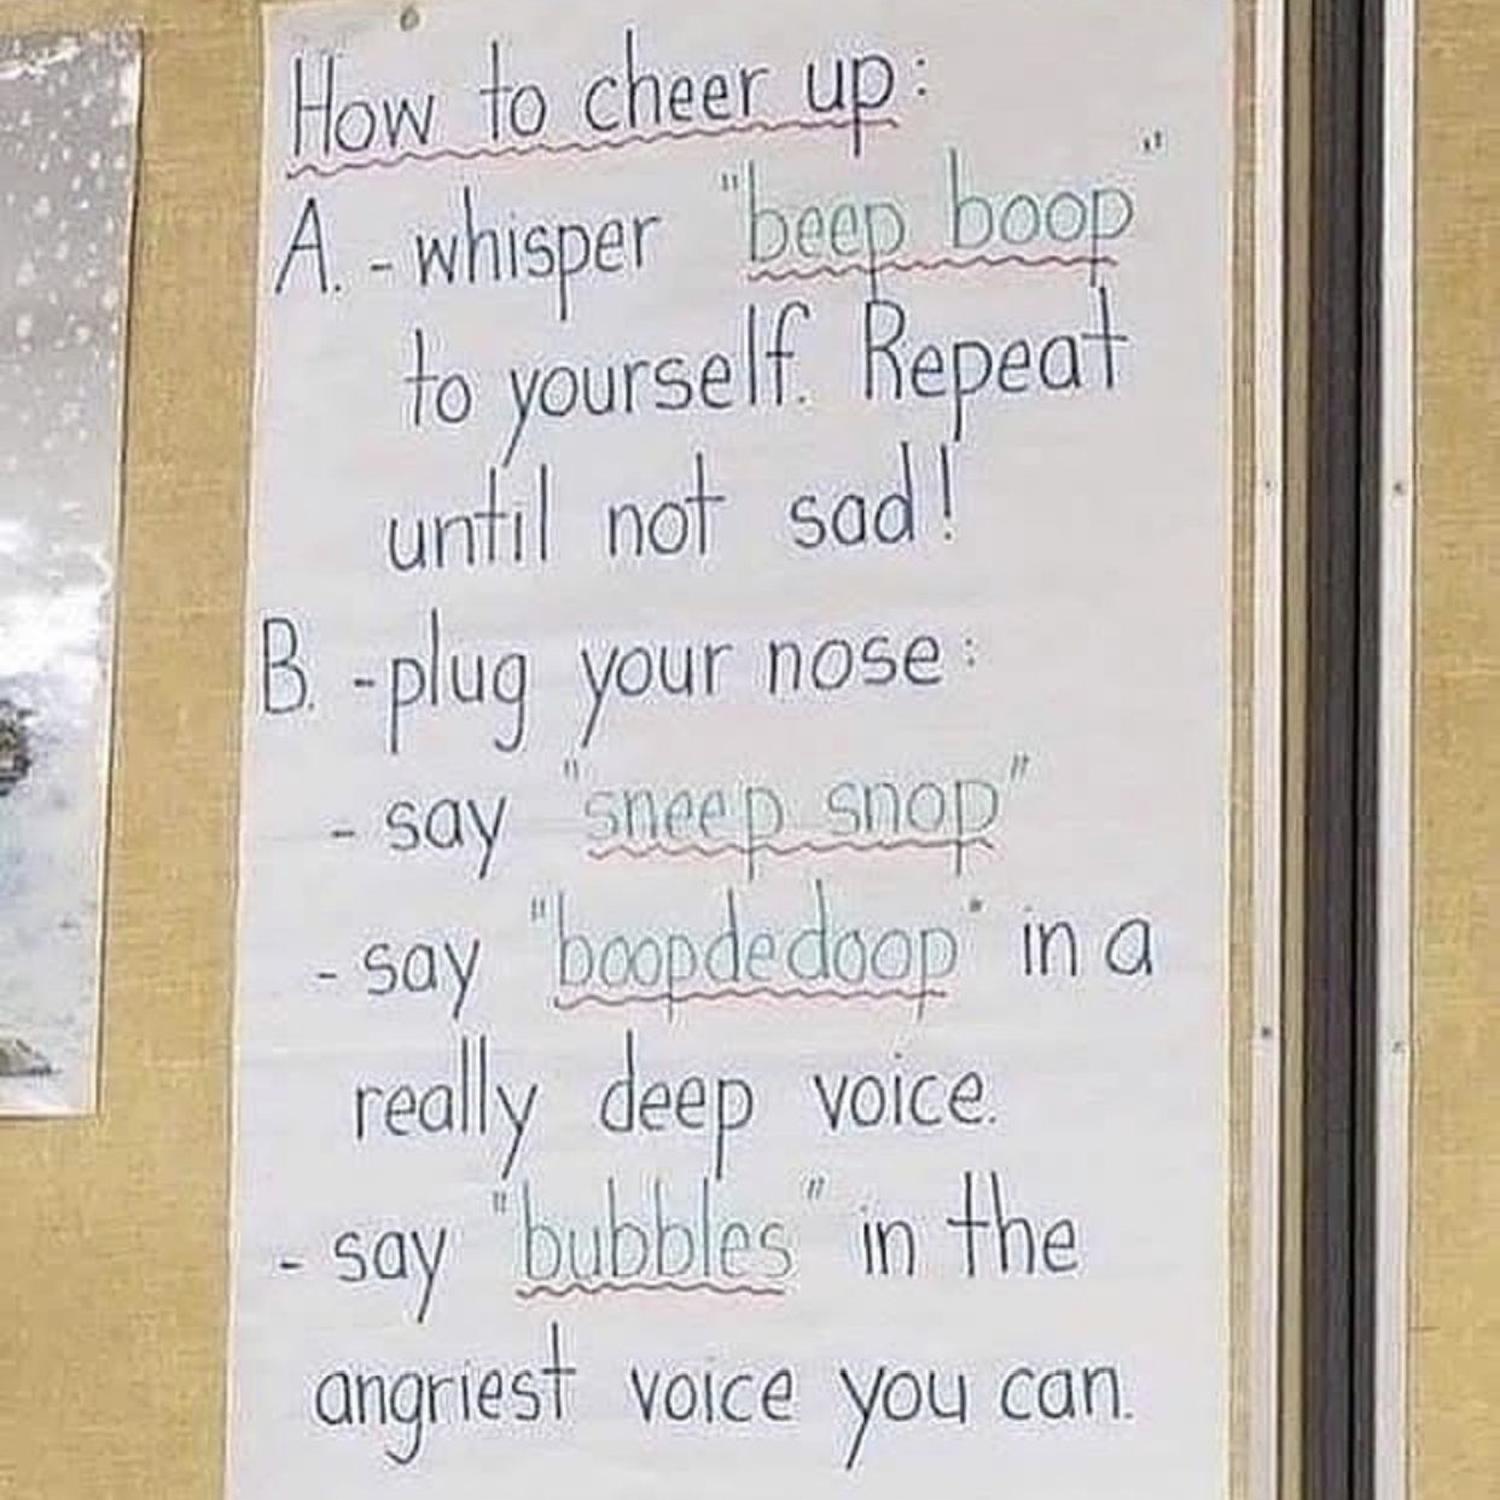 How to cheer up:
A. - whisper "beep boop"
to yourself. Repeat
until not sad!
B. - plug your nose:
- say "sneep snop"
- say "boopdedoop" in a
really deep voice.
- say "bubbles" in the
angriest voice you can.